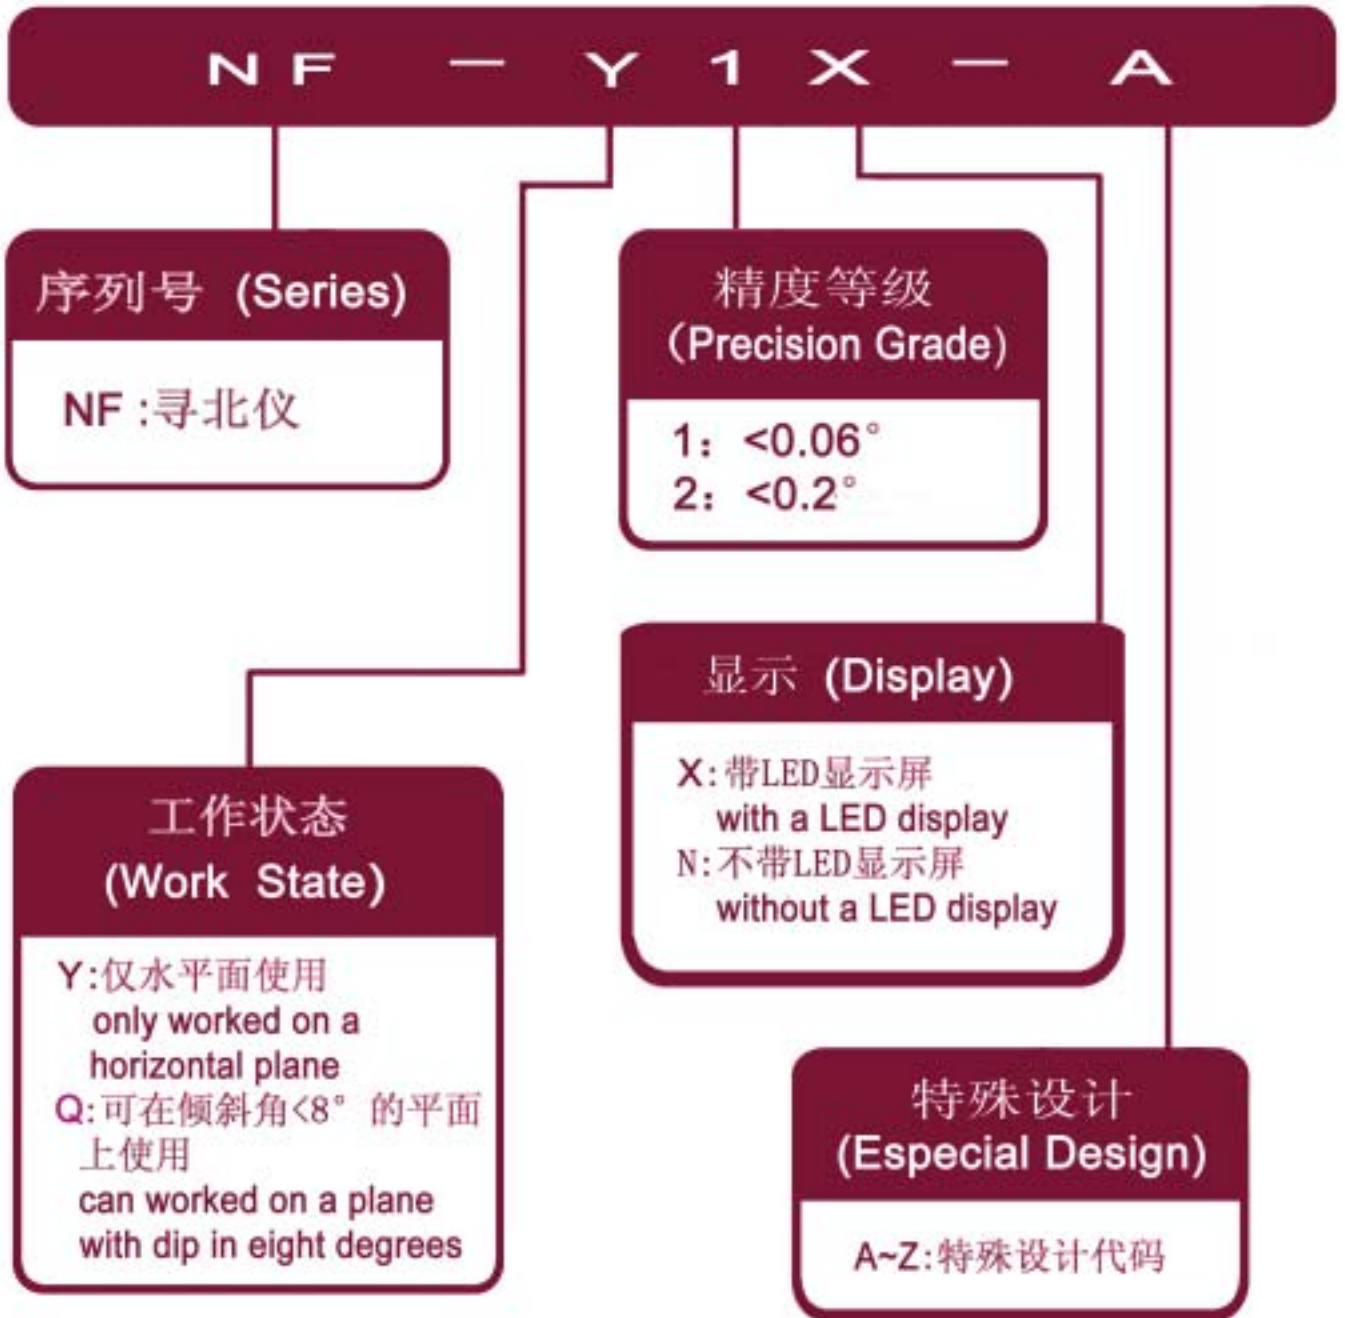 NF - Y1X - A
序列号 (Series)
NF :寻北仪
精度等级
(Precision Grade)
1: <0.06°
2: <0.2°
显示 (Display)
X:带LED显示屏
with a LED display
N:不带LED显示屏
without a LED display
工作状态
(Work State)
Y:仅水平面使用
only worked on a
horizontal plane
Q:可在倾斜角<8° 的平面
上使用
can worked on a plane
with dip in eight degrees
特殊设计
(Especial Design)
A~Z:特殊设计代码